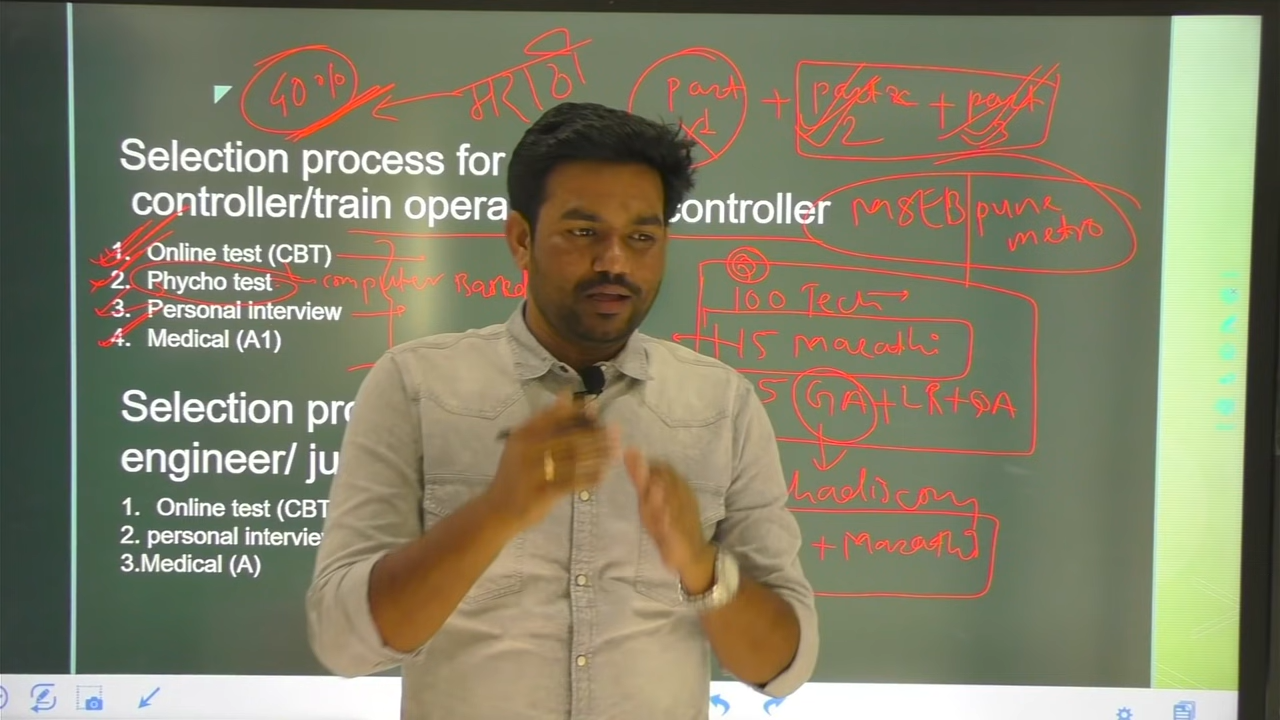 40%
मराठी
part 1 + part 2 + part 3
Selection process for
controller/train opera controller
MSEB pune metro
1. Online test (CBT)
2. Phycho test computer Based
3. Personal interview
4. Medical (A1)
Q
100 Tech
15 marathi
5 GA + LR + QA
+ Marathi
Selection pro
engineer/ ju
1. Online test (CBT
2. personal intervie
3.Medical (A)